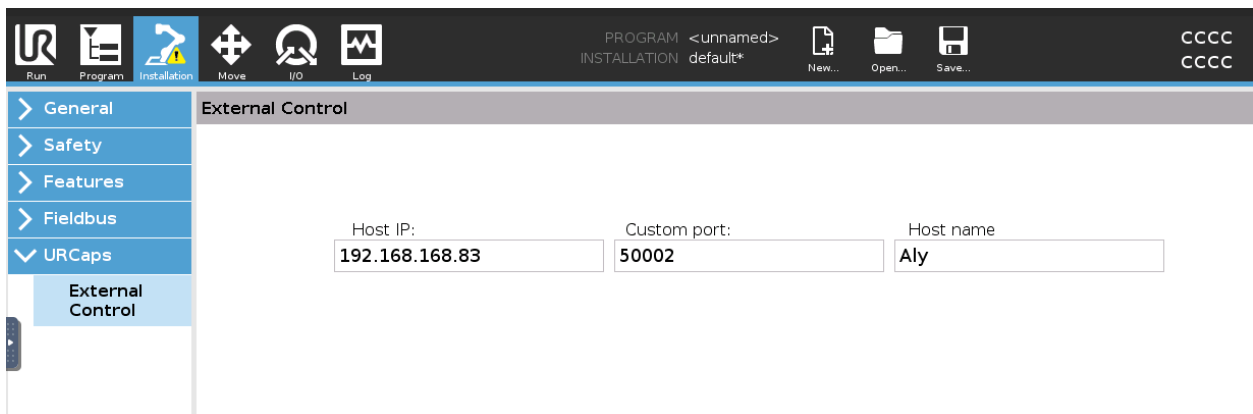 PROGRAM <unnamed>
INSTALLATION default*
CCCC
CCCC
Run Program Installation Move I/O Log New... Open... Save...
General
External Control
Safety
Features
Fieldbus
URCaps
External
Control
Host IP: Custom port: Host name
192.168.168.83 50002 Aly